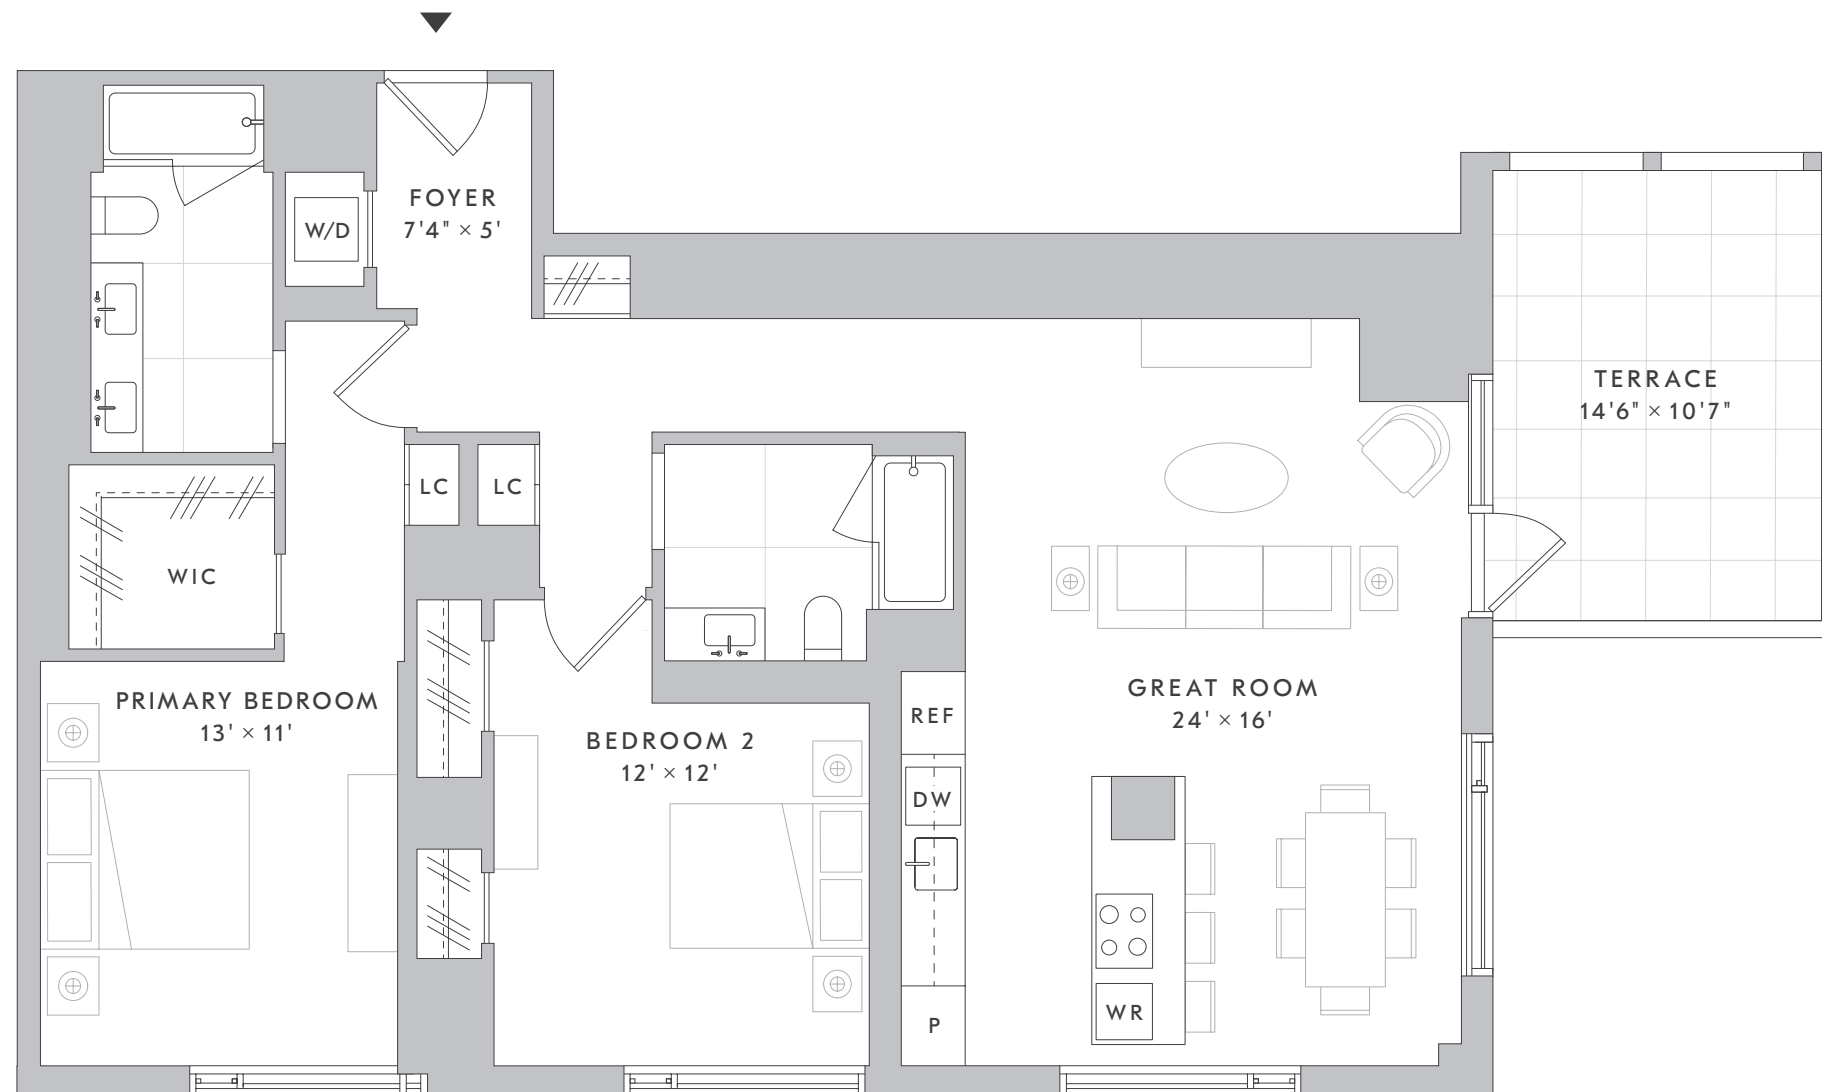 FOYER
7'4" × 5'
W/D
TERRACE
14'6" × 10'7"
LC
LC
WIC
PRIMARY BEDROOM
13' × 11'
BEDROOM 2
12' × 12'
REF
GREAT ROOM
24' × 16'
DW
WR
P